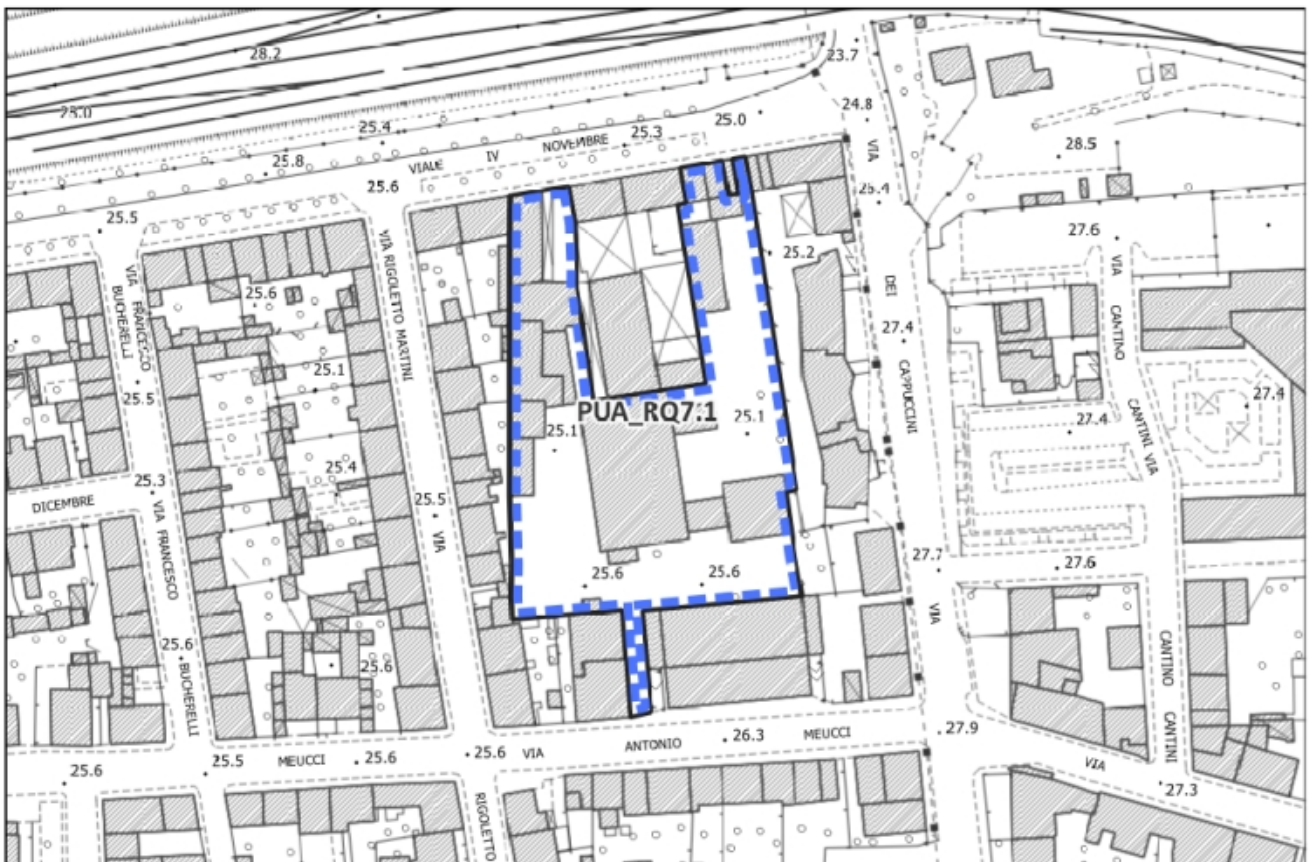 28.2
28.0
23.7
25.4
25.3
25.0
24.8
25.8
VIALE IV NOVEMBRE
VIA
28.5
25.6
25.4
25.5
27.6
25.2
VIA FRANCESCO BUCHERELLI
VIA RIGOLETTO MARTINI
25.6
DEI
VIA
CANTINO
27.4
25.1
CAPPUCCINI
25.5
27.4
PUA_RQ7.1
25.1
25.1
27.4
CANTINI VIA
25.3
25.4
DICEMBRE
25.5
VIA FRANCESCO
VIA
27.7
27.6
25.6
25.6
VIA
25.6
25.6
CANTINO
BUCHERELLI
CANTINI
27.9
25.6
VIA
ANTONIO
26.3
MEUCCI
25.6
25.5
MEUCCI
25.6
VIA
27.3
RIGOLETTO